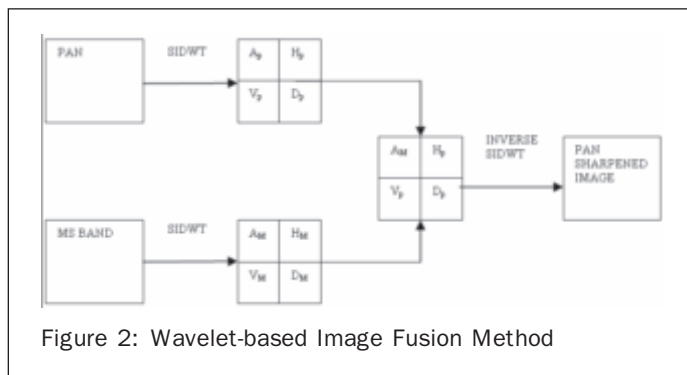 PAN
SIDWT
Ap Hp
Vp Dp
AM Hp
Vp Dp
INVERSE
SIDWT
PAN
SHARPENED
IMAGE
MS BAND
SIDWT
AM HM
VM DM
Figure 2: Wavelet-based Image Fusion Method